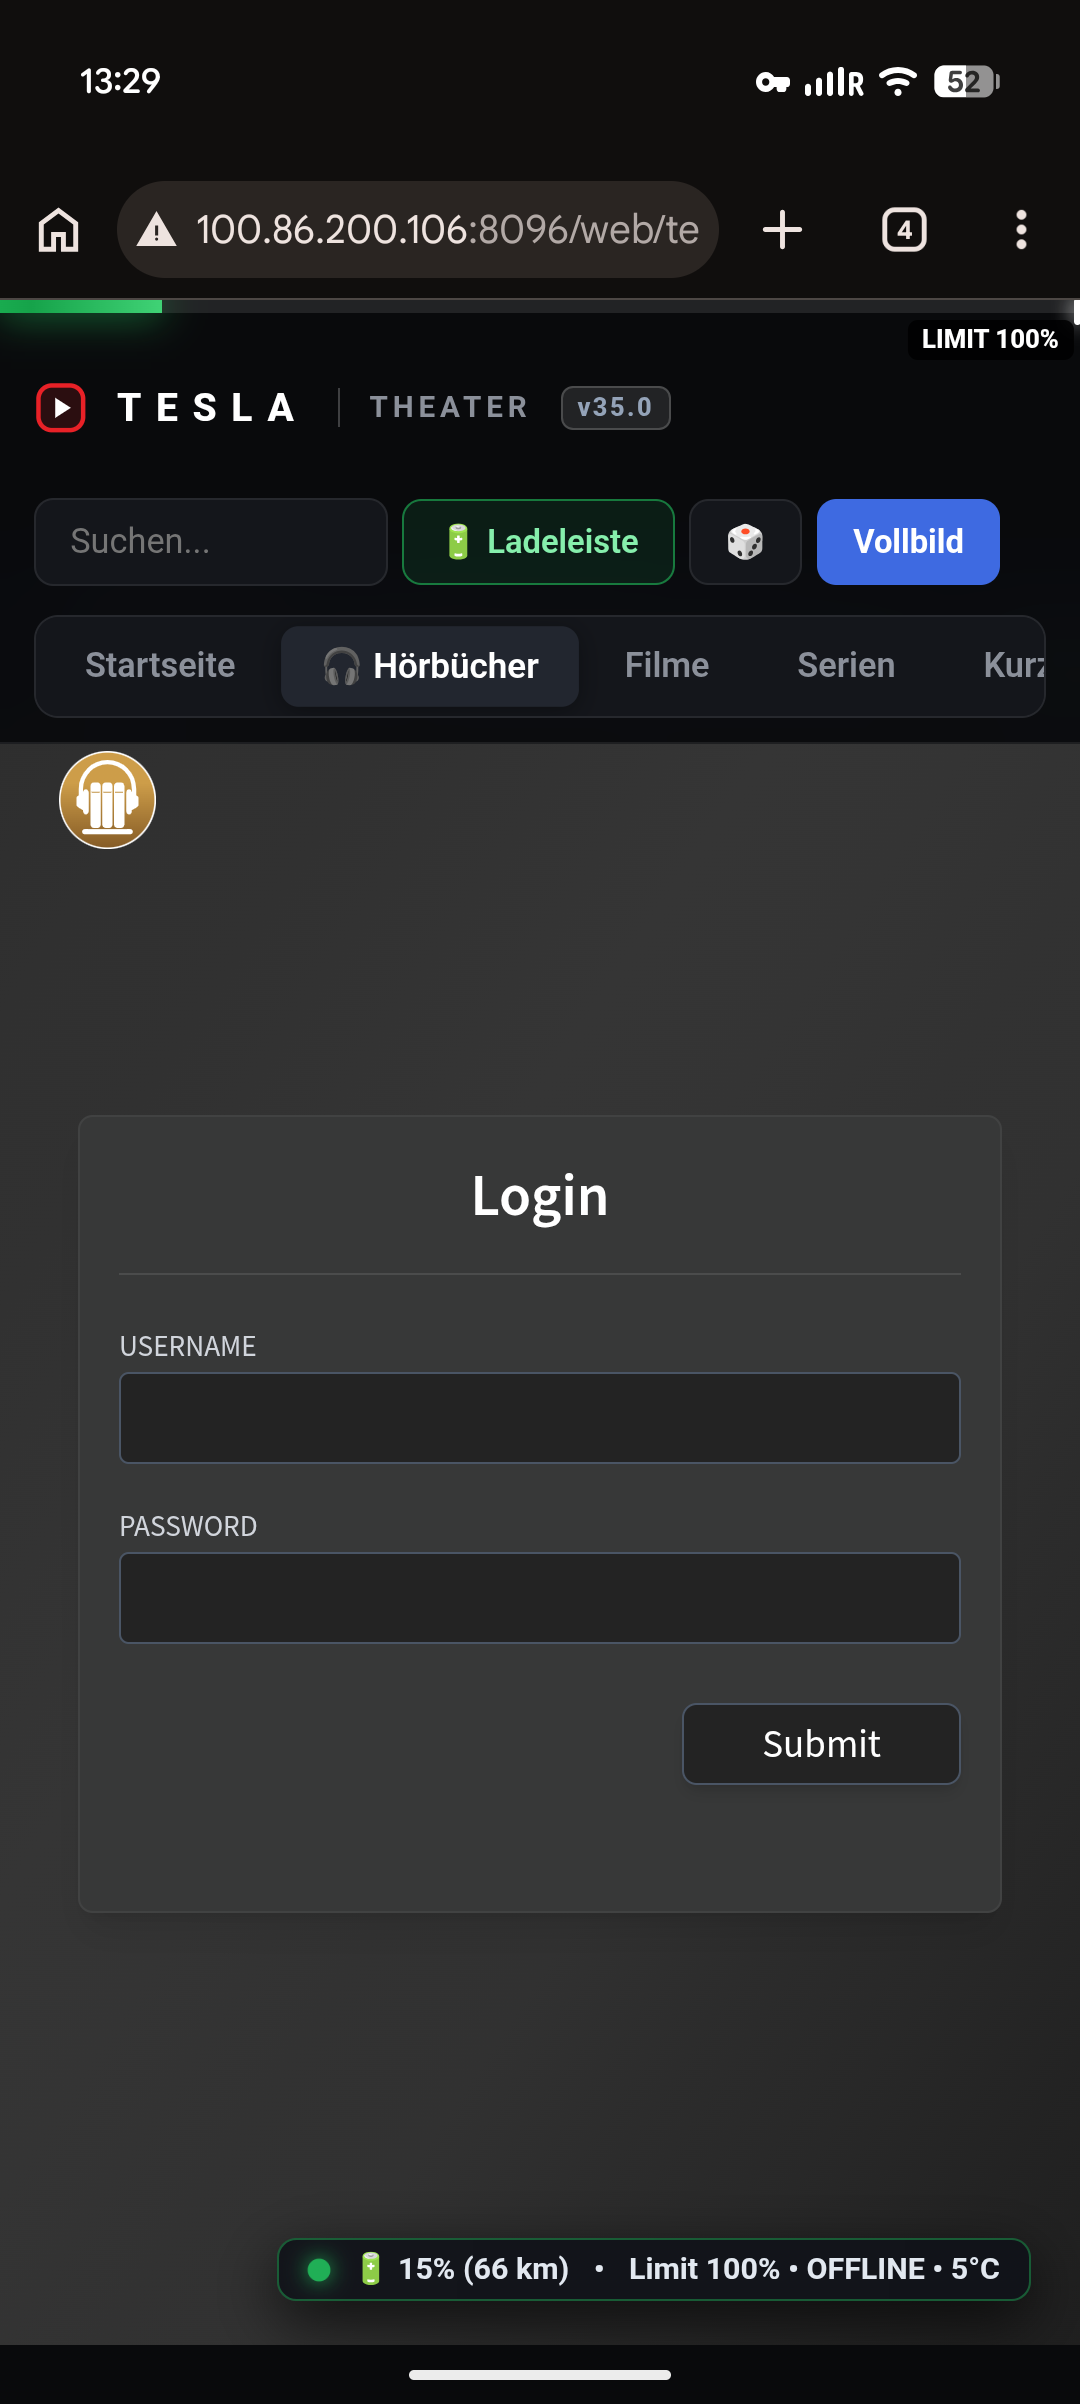 13:29
R
52
100.86.200.106:8096/web/te
4
LIMIT 100%
TESLA THEATER v35.0
Suchen...
Ladeleiste
Vollbild
Startseite
Hörbücher
Filme
Serien
Kurz
Login
USERNAME
PASSWORD
Submit
15% (66 km) • Limit 100% • OFFLINE • 5°C